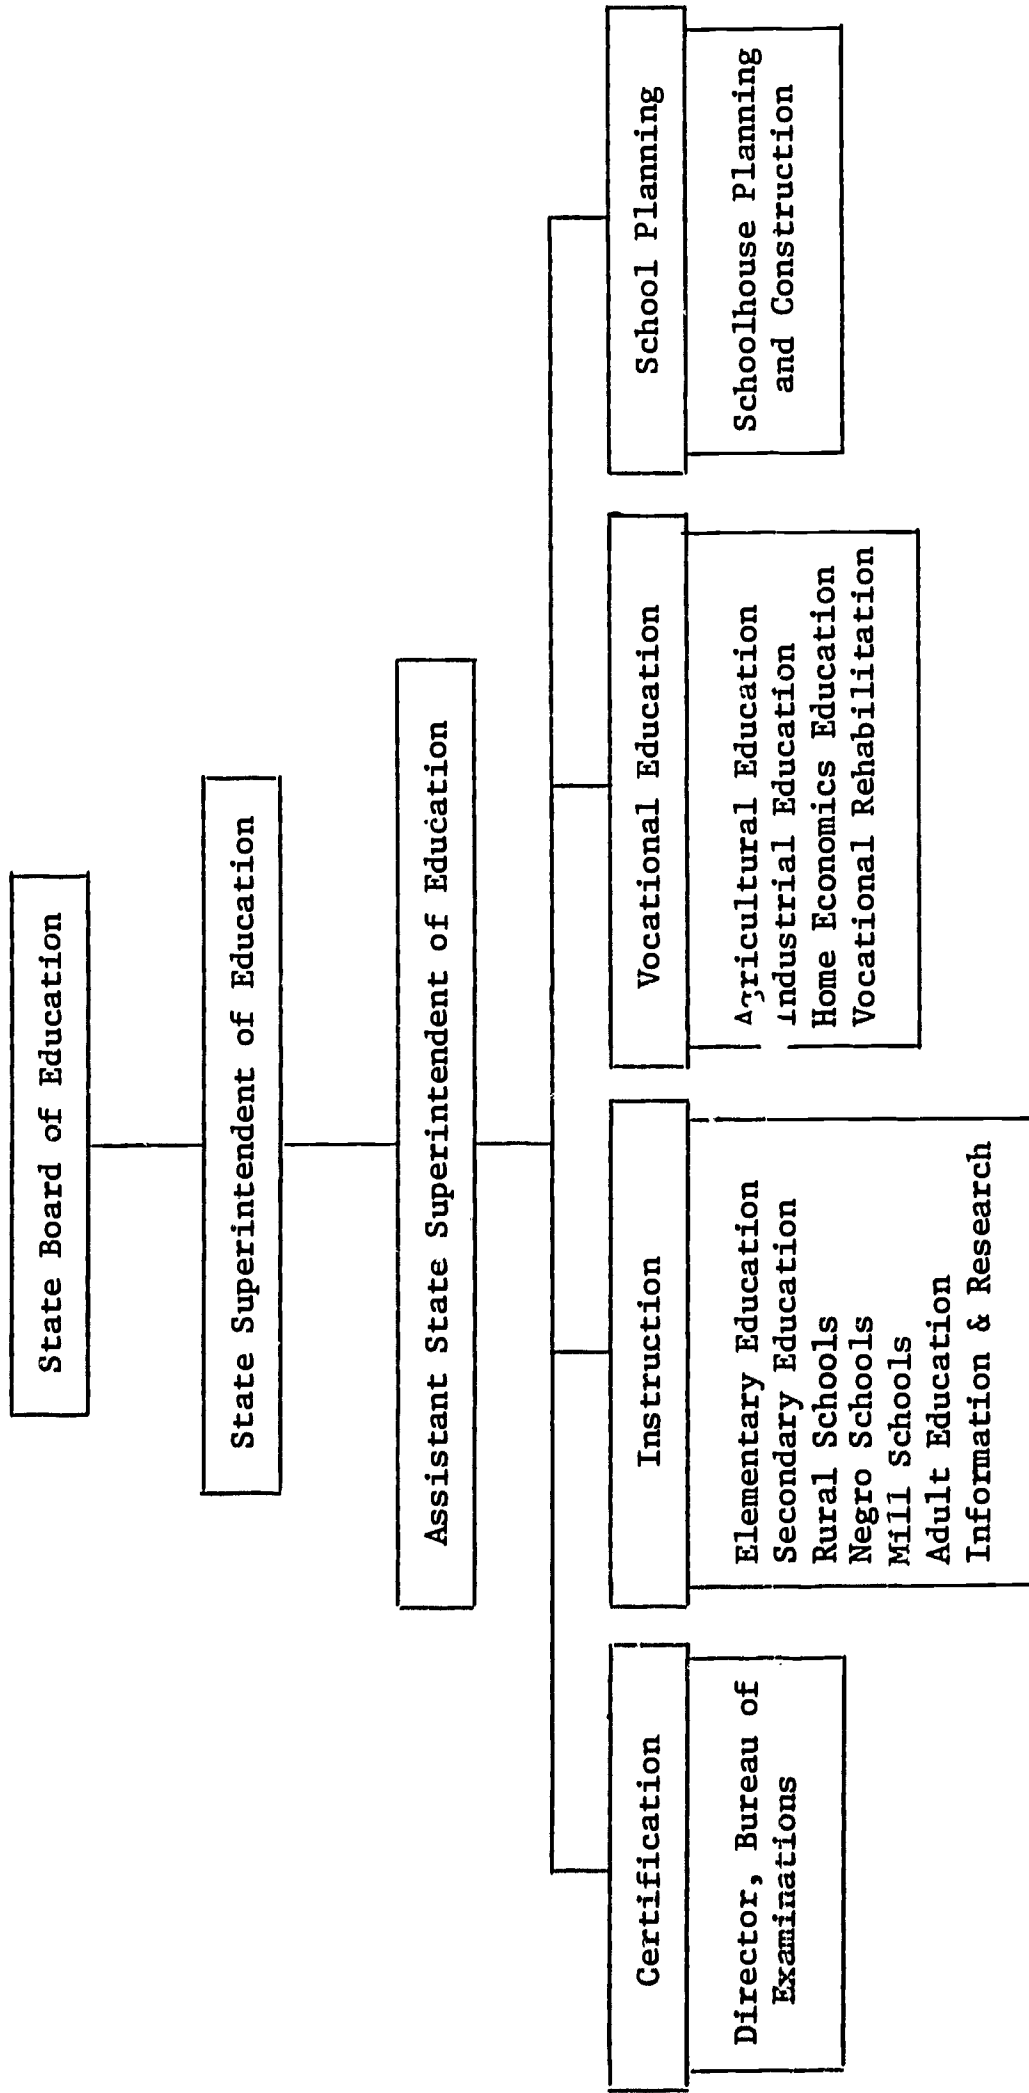 State Board of Education
State Superintendent of Education
Assistant State Superintendent of Education
Certification
Director, Bureau of
Examinations
Instruction
Elementary Education
Secondary Education
Rural Schools
Negro Schools
Mill Schools
Adult Education
Information & Research
Vocational Education
Agricultural Education
Industrial Education
Home Economics Education
Vocational Rehabilitation
School Planning
Schoolhouse Planning
and Construction